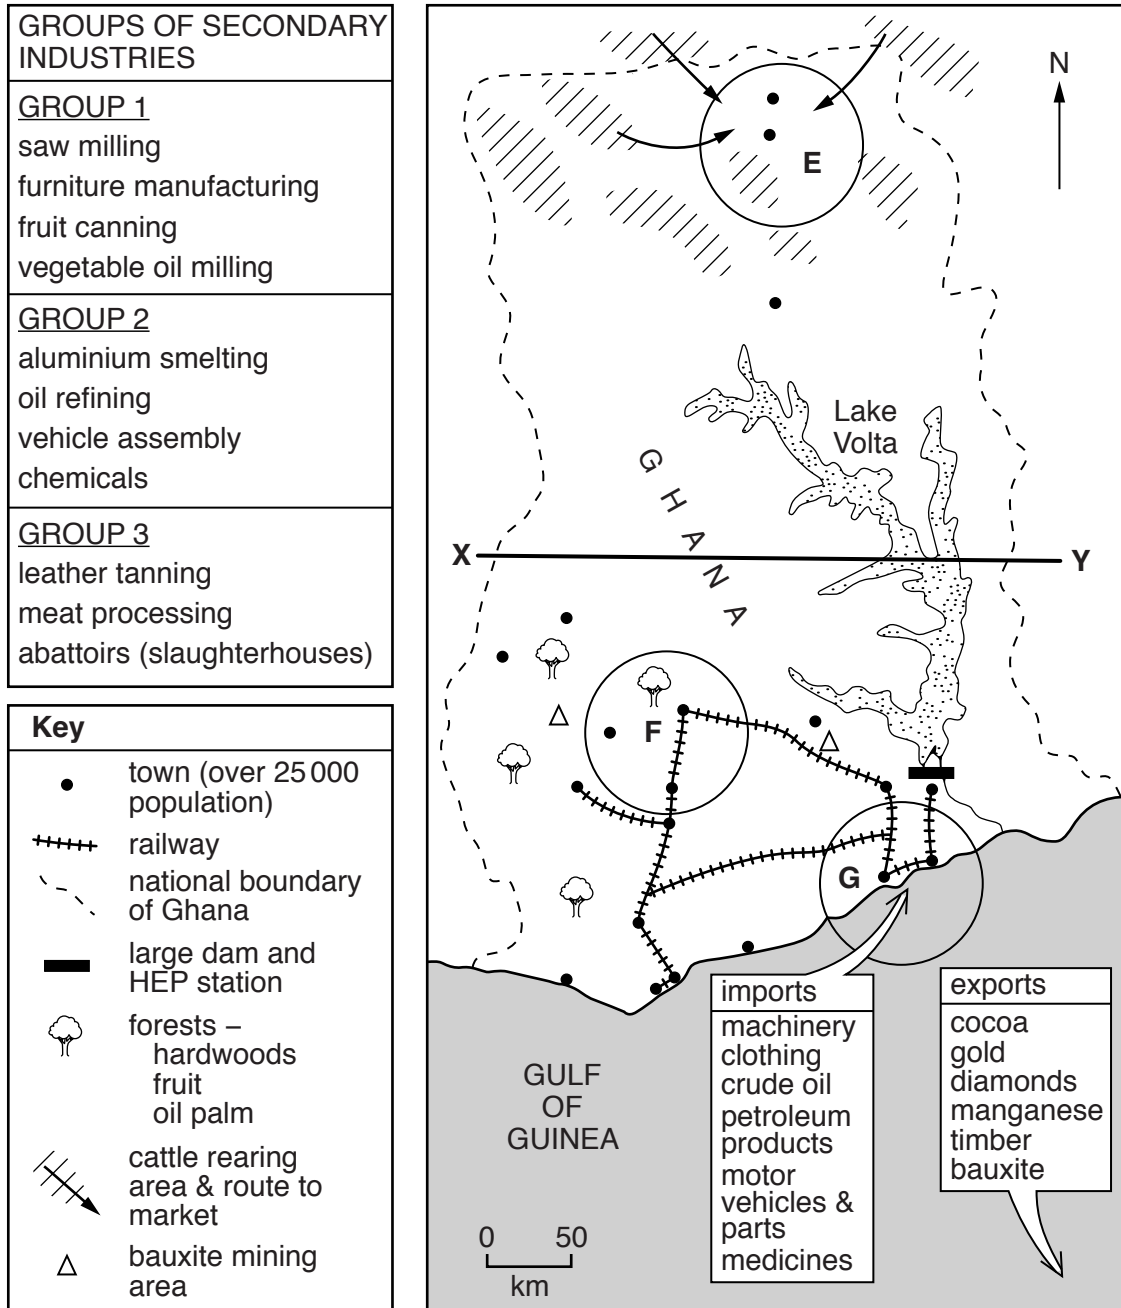 GROUPS OF SECONDARY
INDUSTRIES
GROUP 1
saw milling
furniture manufacturing
fruit canning
vegetable oil milling
GROUP 2
aluminium smelting
oil refining
vehicle assembly
chemicals
GROUP 3
leather tanning
meat processing
abattoirs (slaughterhouses)
Key
town (over 25 000
population)
railway
national boundary
of Ghana
large dam and
HEP station
forests –
hardwoods
fruit
oil palm
cattle rearing
area & route to
market
bauxite mining
area
N
E
Lake
Volta
GHANA
X
Y
F
G
imports
machinery
clothing
crude oil
petroleum
products
motor
vehicles &
parts
medicines
exports
cocoa
gold
diamonds
manganese
timber
bauxite
GULF
OF
GUINEA
0 50
km